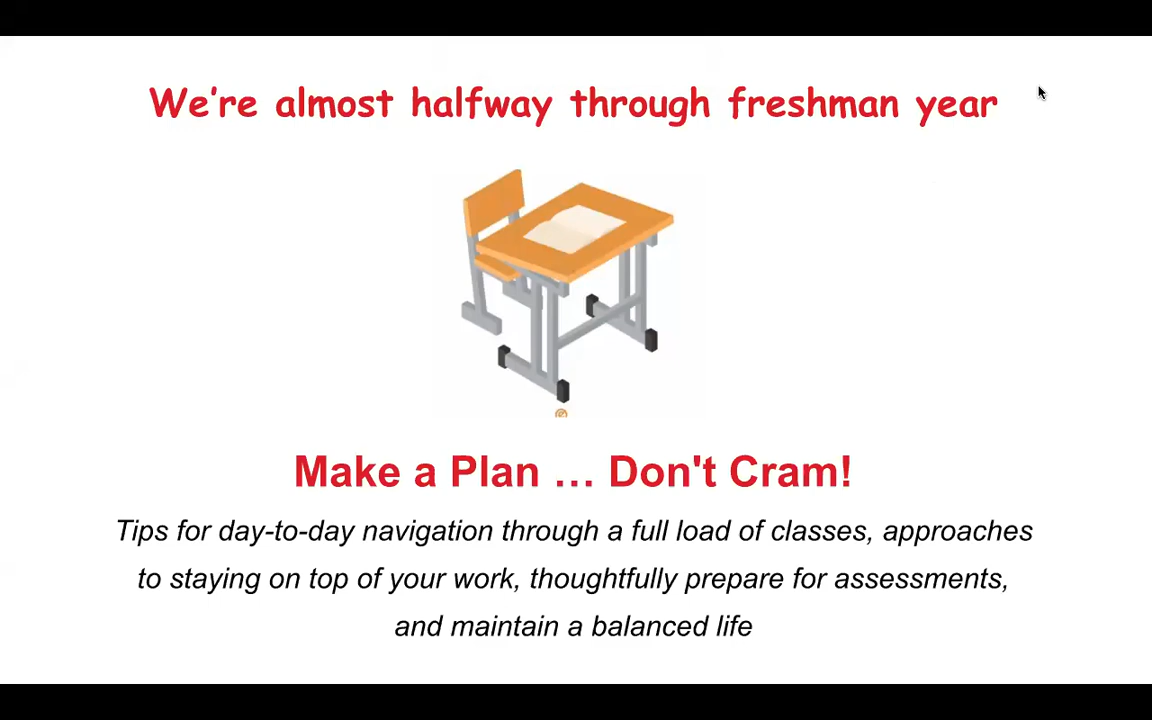 We're almost halfway through freshman year
Make a Plan … Don't Cram!
Tips for day-to-day navigation through a full load of classes, approaches
to staying on top of your work, thoughtfully prepare for assessments,
and maintain a balanced life